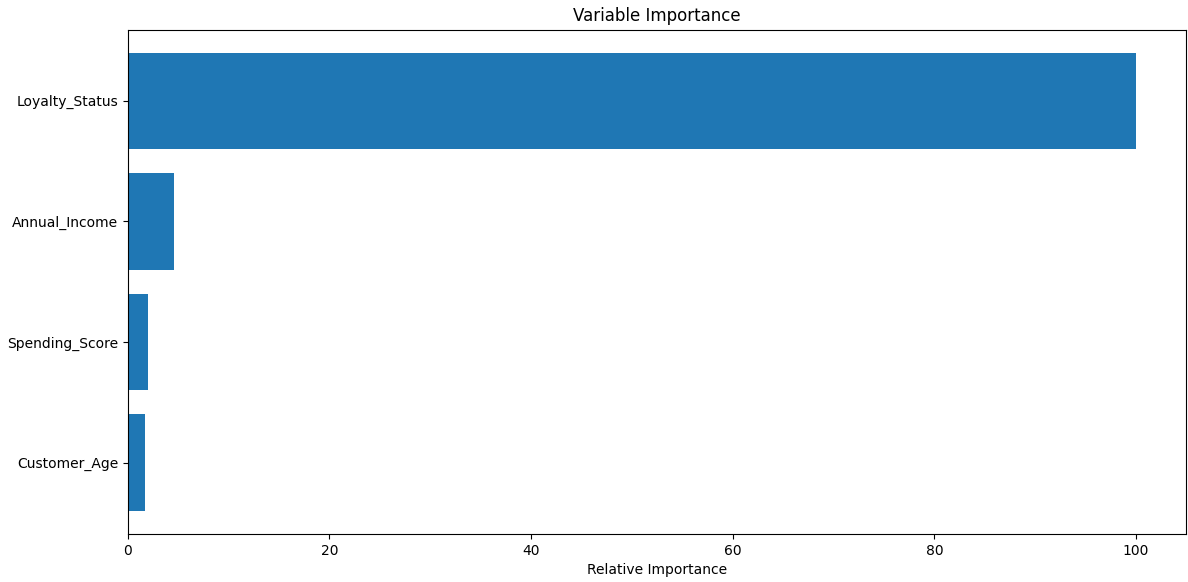 Variable Importance
Loyalty_Status
Annual_Income
Spending_Score
Customer_Age
0 20 40 60 80 100
Relative Importance